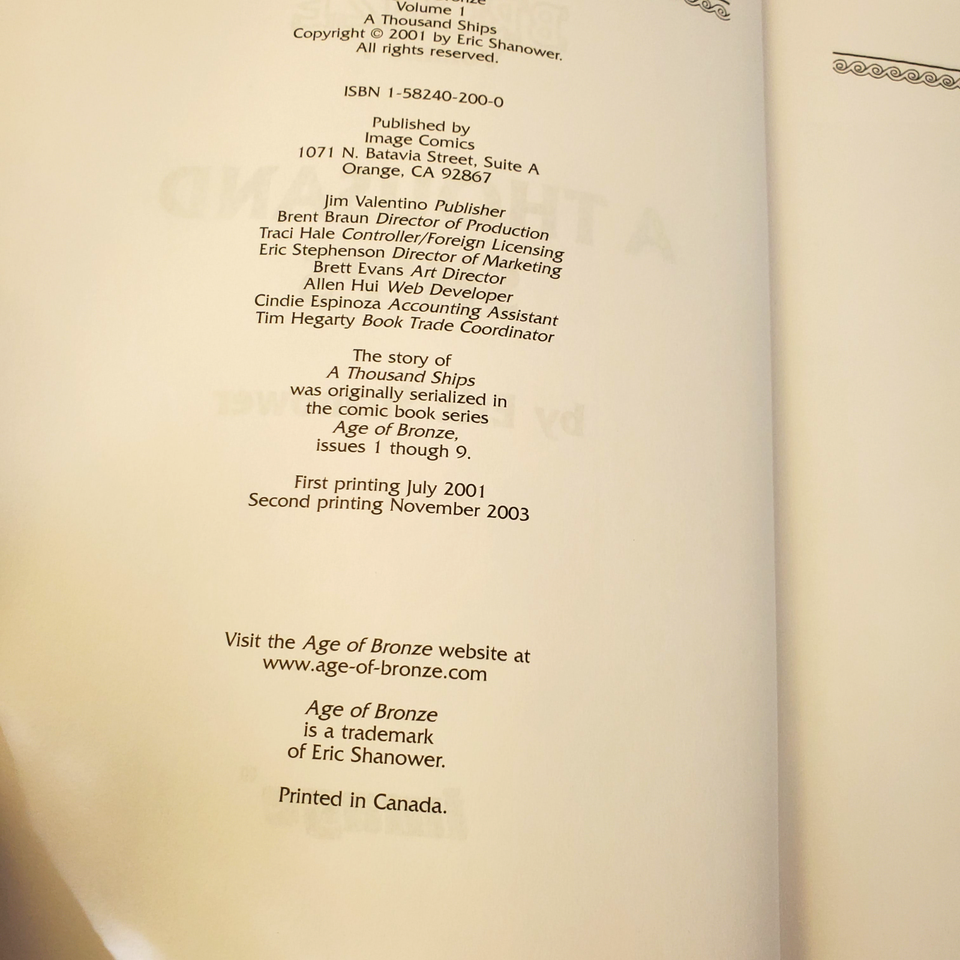 Volume 1
A Thousand Ships
Copyright © 2001 by Eric Shanower.
All rights reserved.
ISBN 1-58240-200-0
Published by
Image Comics
1071 N. Batavia Street, Suite A
Orange, CA 92867
Jim Valentino Publisher
Brent Braun Director of Production
Traci Hale Controller/Foreign Licensing
Eric Stephenson Director of Marketing
Brett Evans Art Director
Allen Hui Web Developer
Cindie Espinoza Accounting Assistant
Tim Hegarty Book Trade Coordinator
The story of
A Thousand Ships
was originally serialized in
the comic book series
Age of Bronze,
issues 1 though 9.
First printing July 2001
Second printing November 2003
Visit the Age of Bronze website at
www.age-of-bronze.com
Age of Bronze
is a trademark
of Eric Shanower.
Printed in Canada.